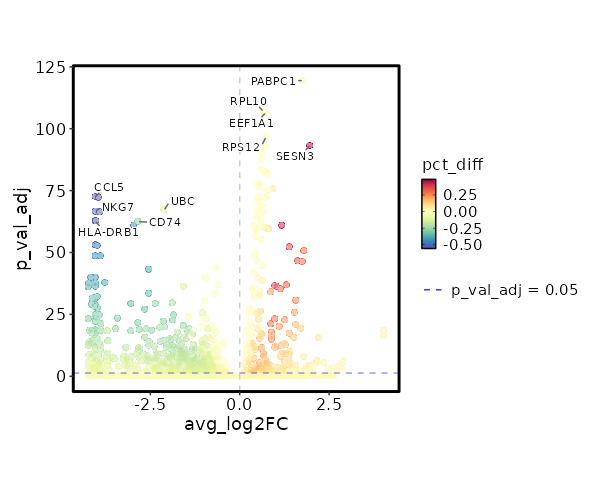 125
100
75
50
25
0
p_val_adj
PABPC1
RPL10
EEF1A1
RPS12
SESN3
CCL5
NKG7
UBC
CD74
HLA-DRB1
-2.5
0.0
2.5
avg_log2FC
pct_diff
0.25
0.00
-0.25
-0.50
p_val_adj = 0.05